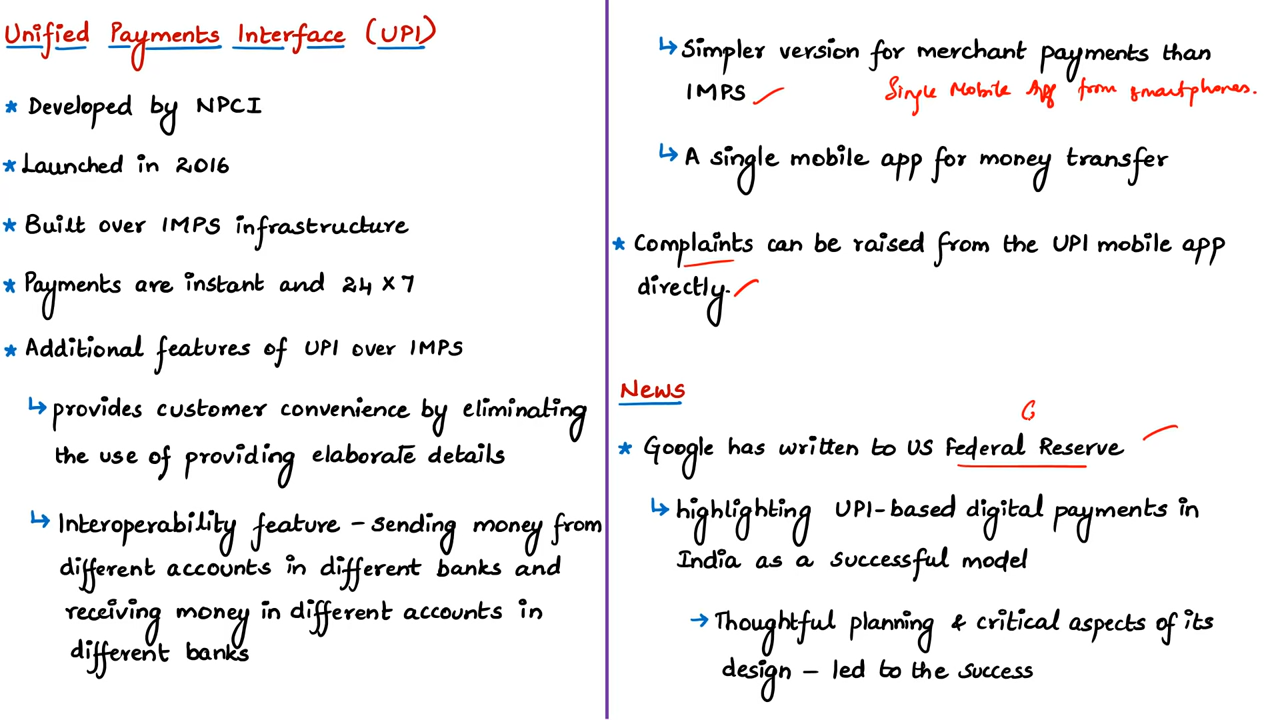 Unified Payments Interface (UPI)
* Developed by NPCI
* Launched in 2016
* Built over IMPS infrastructure
* Payments are instant and 24 x 7
* Additional features of UPI over IMPS
↳ provides customer convenience by eliminating
the use of providing elaborate details
↳ Interoperability feature – sending money from
different accounts in different banks and
receiving money in different accounts in
different banks
↳ Simpler version for merchant payments than
IMPS ✓ Single Mobile App from smartphones.
↳ A single mobile app for money transfer
* Complaints can be raised from the UPI mobile app
directly. ✓
News
G
* Google has written to US Federal Reserve
↳ highlighting UPI-based digital payments in
India as a successful model
→ Thoughtful planning & critical aspects of its
design – led to the success